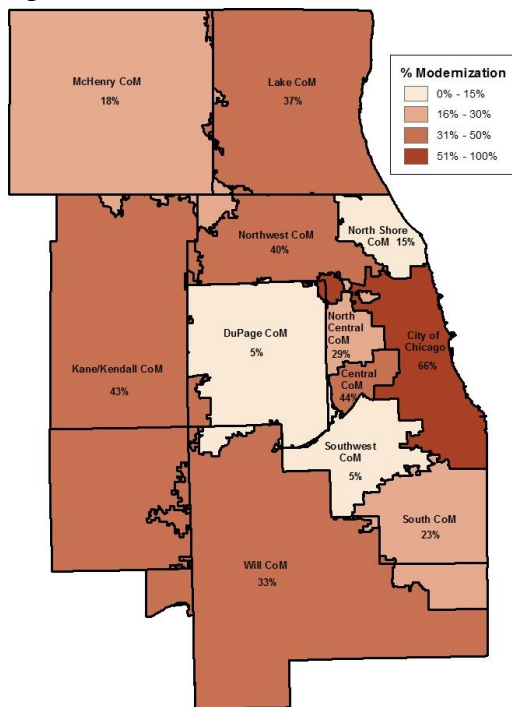 McHenry CoM
18%
Lake CoM
37%
% Modernization
0% - 15%
16% - 30%
31% - 50%
51% - 100%
Northwest CoM
40%
North Shore
CoM 15%
DuPage CoM
5%
North
Central
CoM
29%
City of
Chicago
66%
Kane/Kendall CoM
43%
Central
CoM
44%
Southwest
CoM
5%
South CoM
23%
Will CoM
33%